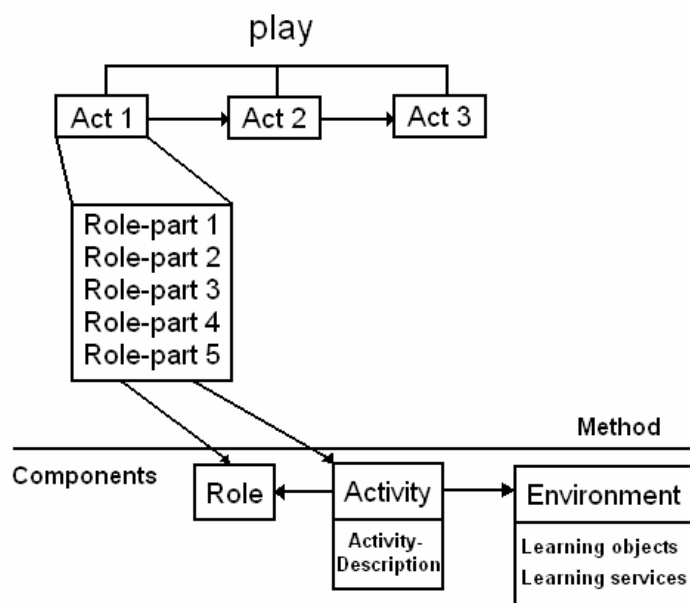 play
Act 1
Act 2
Act 3
Role-part 1
Role-part 2
Role-part 3
Role-part 4
Role-part 5
Method
Components
Role
Activity
Activity-
Description
Environment
Learning objects
Learning services